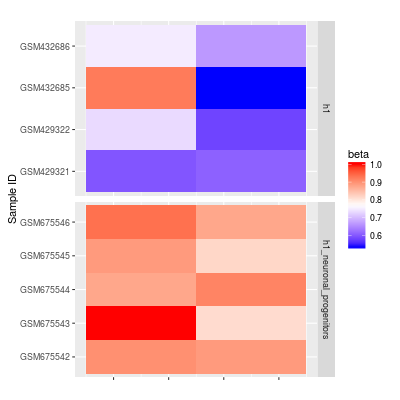 GSM432686
GSM432685
GSM429322
GSM429321
h1
GSM675546
GSM675545
GSM675544
GSM675543
GSM675542
h1_neuronal_progenitors
Sample ID
beta
1.0
0.9
0.8
0.7
0.6